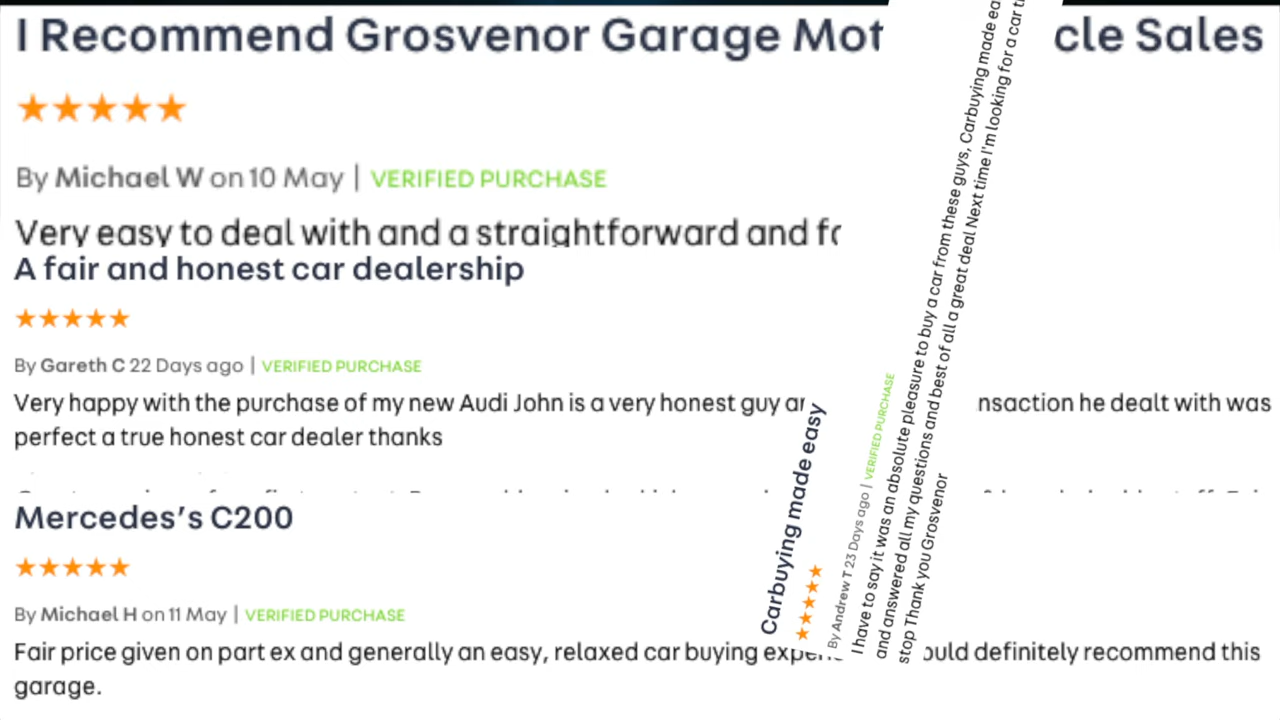 I Recommend Grosvenor Garage Mot cle Sales
By Michael W on 10 May | VERIFIED PURCHASE
Very easy to deal with and a straightforward and
A fair and honest car dealership
By Gareth C 22 Days ago | VERIFIED PURCHASE
Very happy with the purchase of my new Audi John is a very honest guy nsaction he dealt with was
perfect a true honest car dealer thanks
Mercedes’s C200
By Michael H on 11 May | VERIFIED PURCHASE
Fair price given on part ex and generally an easy, relaxed car buying ould definitely recommend this
garage.
Carbuying made easy
By Andrew T 23 Days ago | VERIFIED PURCHASE
I have to say it was an absolute pleasure to buy a car from these guys, Carbuying made
and answered all my questions and best of all a great deal Next time I'm looking for a car
stop Thank you Grosvenor